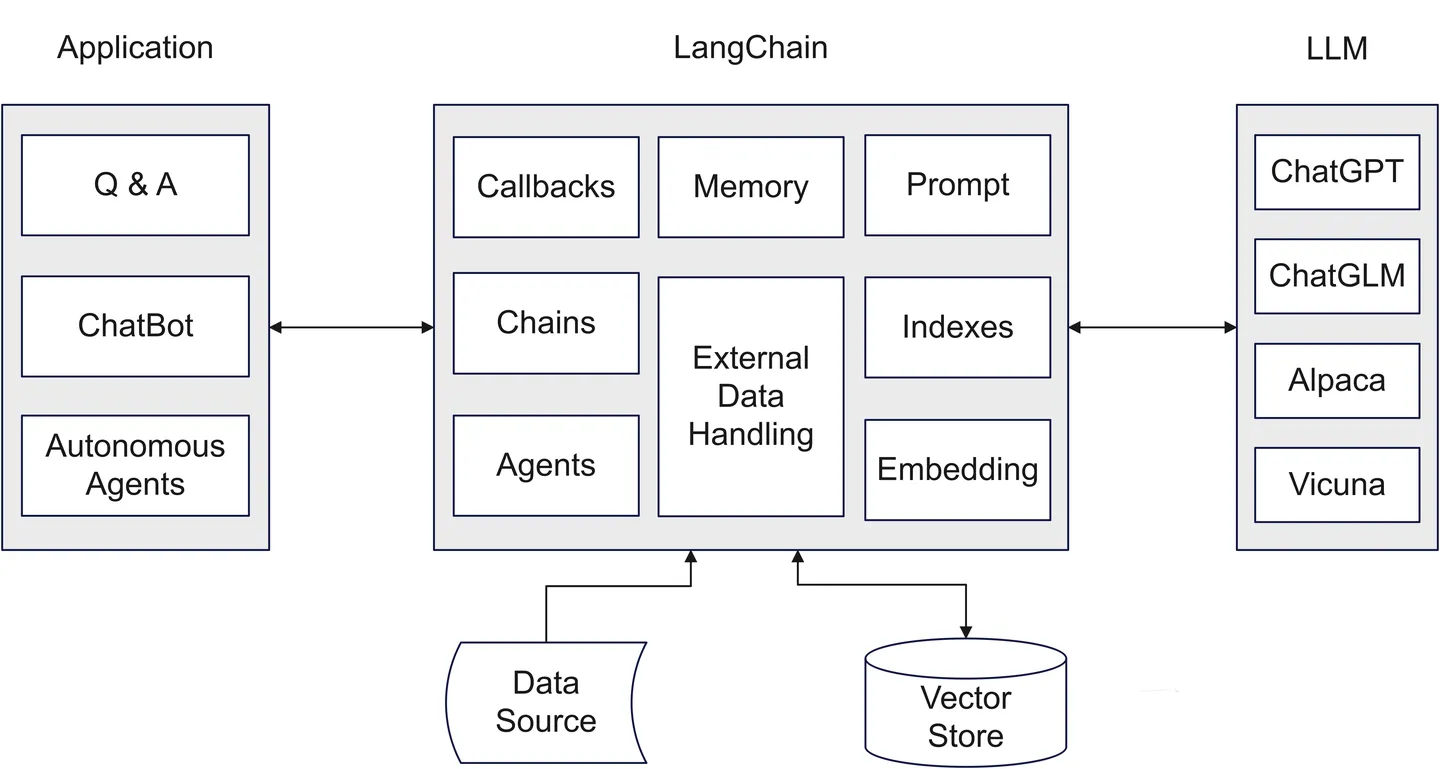 Application
LangChain
LLM
Q & A
ChatBot
Autonomous
Agents
Callbacks
Memory
Prompt
Chains
External
Data
Handling
Indexes
Agents
Embedding
ChatGPT
ChatGLM
Alpaca
Vicuna
Data
Source
Vector
Store